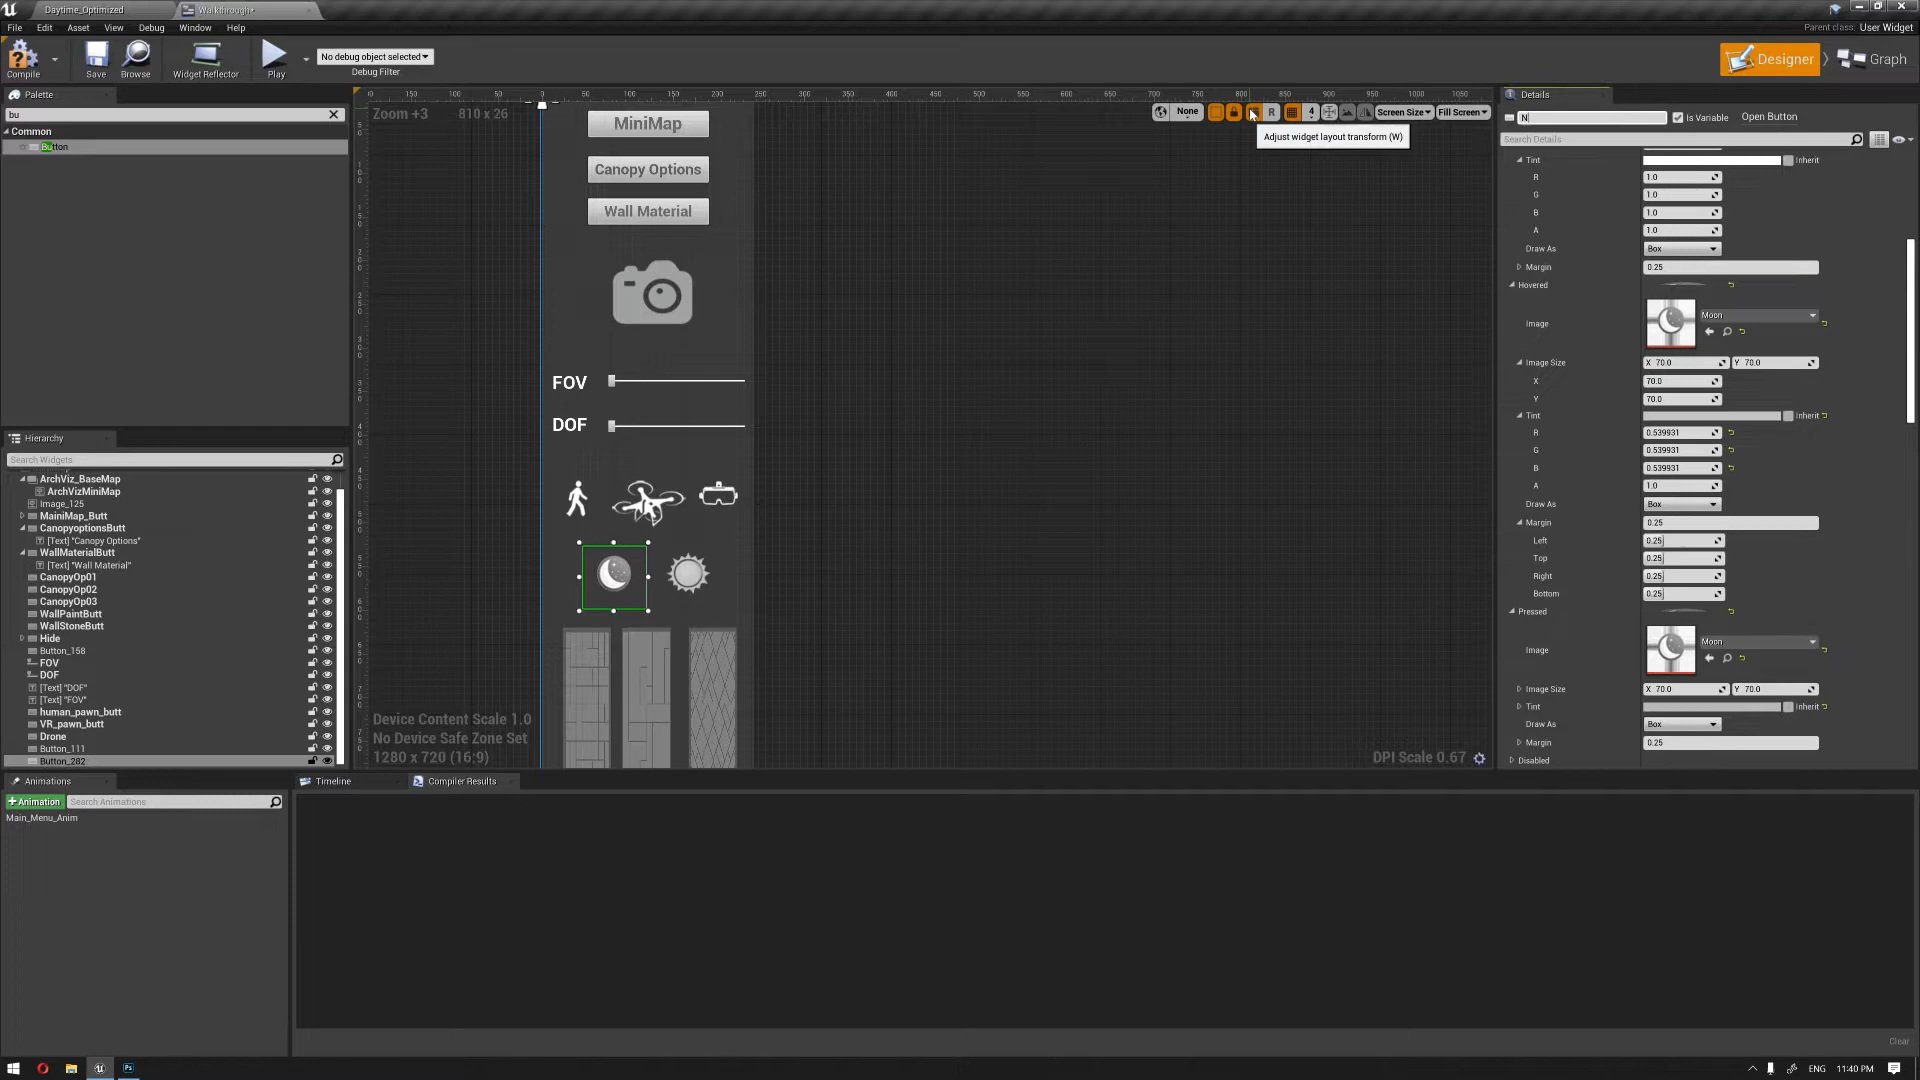 Daytime_Optimized
Walkthrough*
File Edit Asset View Debug Window Help
Parent class: User Widget
Compile
Save
Browse
Widget Reflector
Play
No debug object selected
Debug Filter
Designer
Graph
Palette
bu
Common
Button
Hierarchy
Search Widgets
ArchViz_BaseMap
ArchVizMiniMap
Image_125
MainiMap_Butt
CanopyoptionsButt
[Text] "Canopy Options"
WallMaterialButt
[Text] "Wall Material"
CanopyOp01
CanopyOp02
CanopyOp03
WallPaintButt
WallStoneButt
Hide
Button_158
FOV
DOF
[Text] "DOF"
[Text] "FOV"
human_pawn_butt
VR_pawn_butt
Drone
Button_111
Button_282
Animations
+Animation
Search Animations
Main_Menu_Anim
Zoom +3
810 x 26
None
R
4
Screen Size
Fill Screen
Adjust widget layout transform (W)
MiniMap
Canopy Options
Wall Material
FOV
DOF
Device Content Scale 1.0
No Device Safe Zone Set
1280 x 720 (16:9)
DPI Scale 0.67
Timeline
Compiler Results
Clear
Details
N
Is Variable
Open Button
Search Details
Tint Inherit
R 1.0
G 1.0
B 1.0
A 1.0
Draw As Box
Margin 0.25
Hovered
Image Moon
Image Size X 70.0 Y 70.0
X 70.0
Y 70.0
Tint Inherit
R 0.539931
G 0.539931
B 0.539931
A 1.0
Draw As Box
Margin 0.25
Left 0.25
Top 0.25
Right 0.25
Bottom 0.25
Pressed
Image Moon
Image Size X 70.0 Y 70.0
Tint Inherit
Draw As Box
Margin 0.25
Disabled
Ps
ENG 11:40 PM